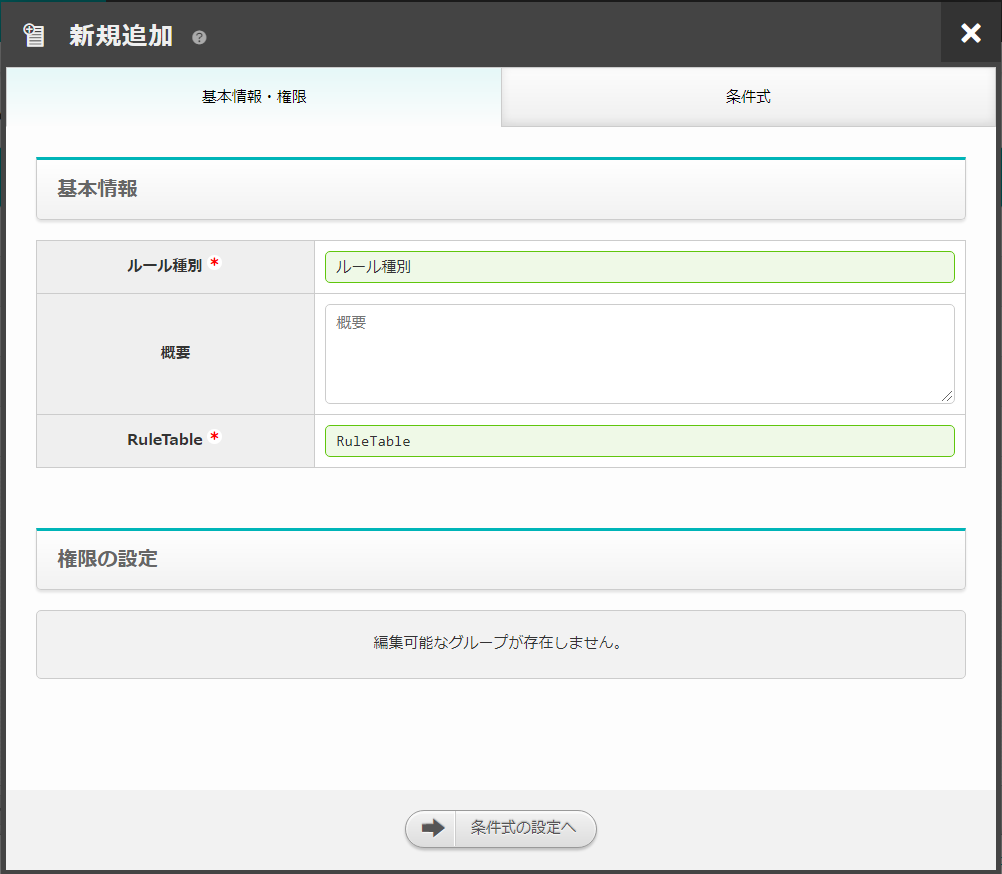 新規追加
基本情報・権限
条件式
基本情報
ルール種別 *
ルール種別
概要
概要
RuleTable *
RuleTable
権限の設定
編集可能なグループが存在しません。
条件式の設定へ